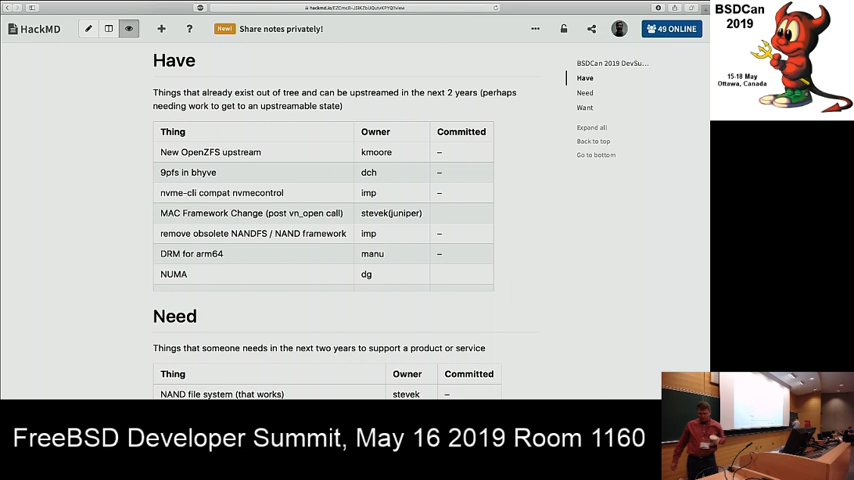 HackMD
New!
Share notes privately!
49 ONLINE
Have
Things that already exist out of tree and can be upstreamed in the next 2 years (perhaps
needing work to get to an upstreamable state)
Thing Owner Committed
New OpenZFS upstream kmoore –
9pfs in bhyve dch –
nvme-cli compat nvmecontrol imp –
MAC Framework Change (post vn_open call) stevek(juniper)
remove obsolete NANDFS / NAND framework imp –
DRM for arm64 manu –
NUMA dg
Need
Things that someone needs in the next two years to support a product or service
Thing Owner Committed
NAND file system (that works) stevek –
BSDCan 2019 DevSu...
Have
Need
Want
Expand all
Back to top
Go to bottom
BSDCan
2019
15-18 May
Ottawa, Canada
FreeBSD Developer Summit, May 16 2019 Room 1160